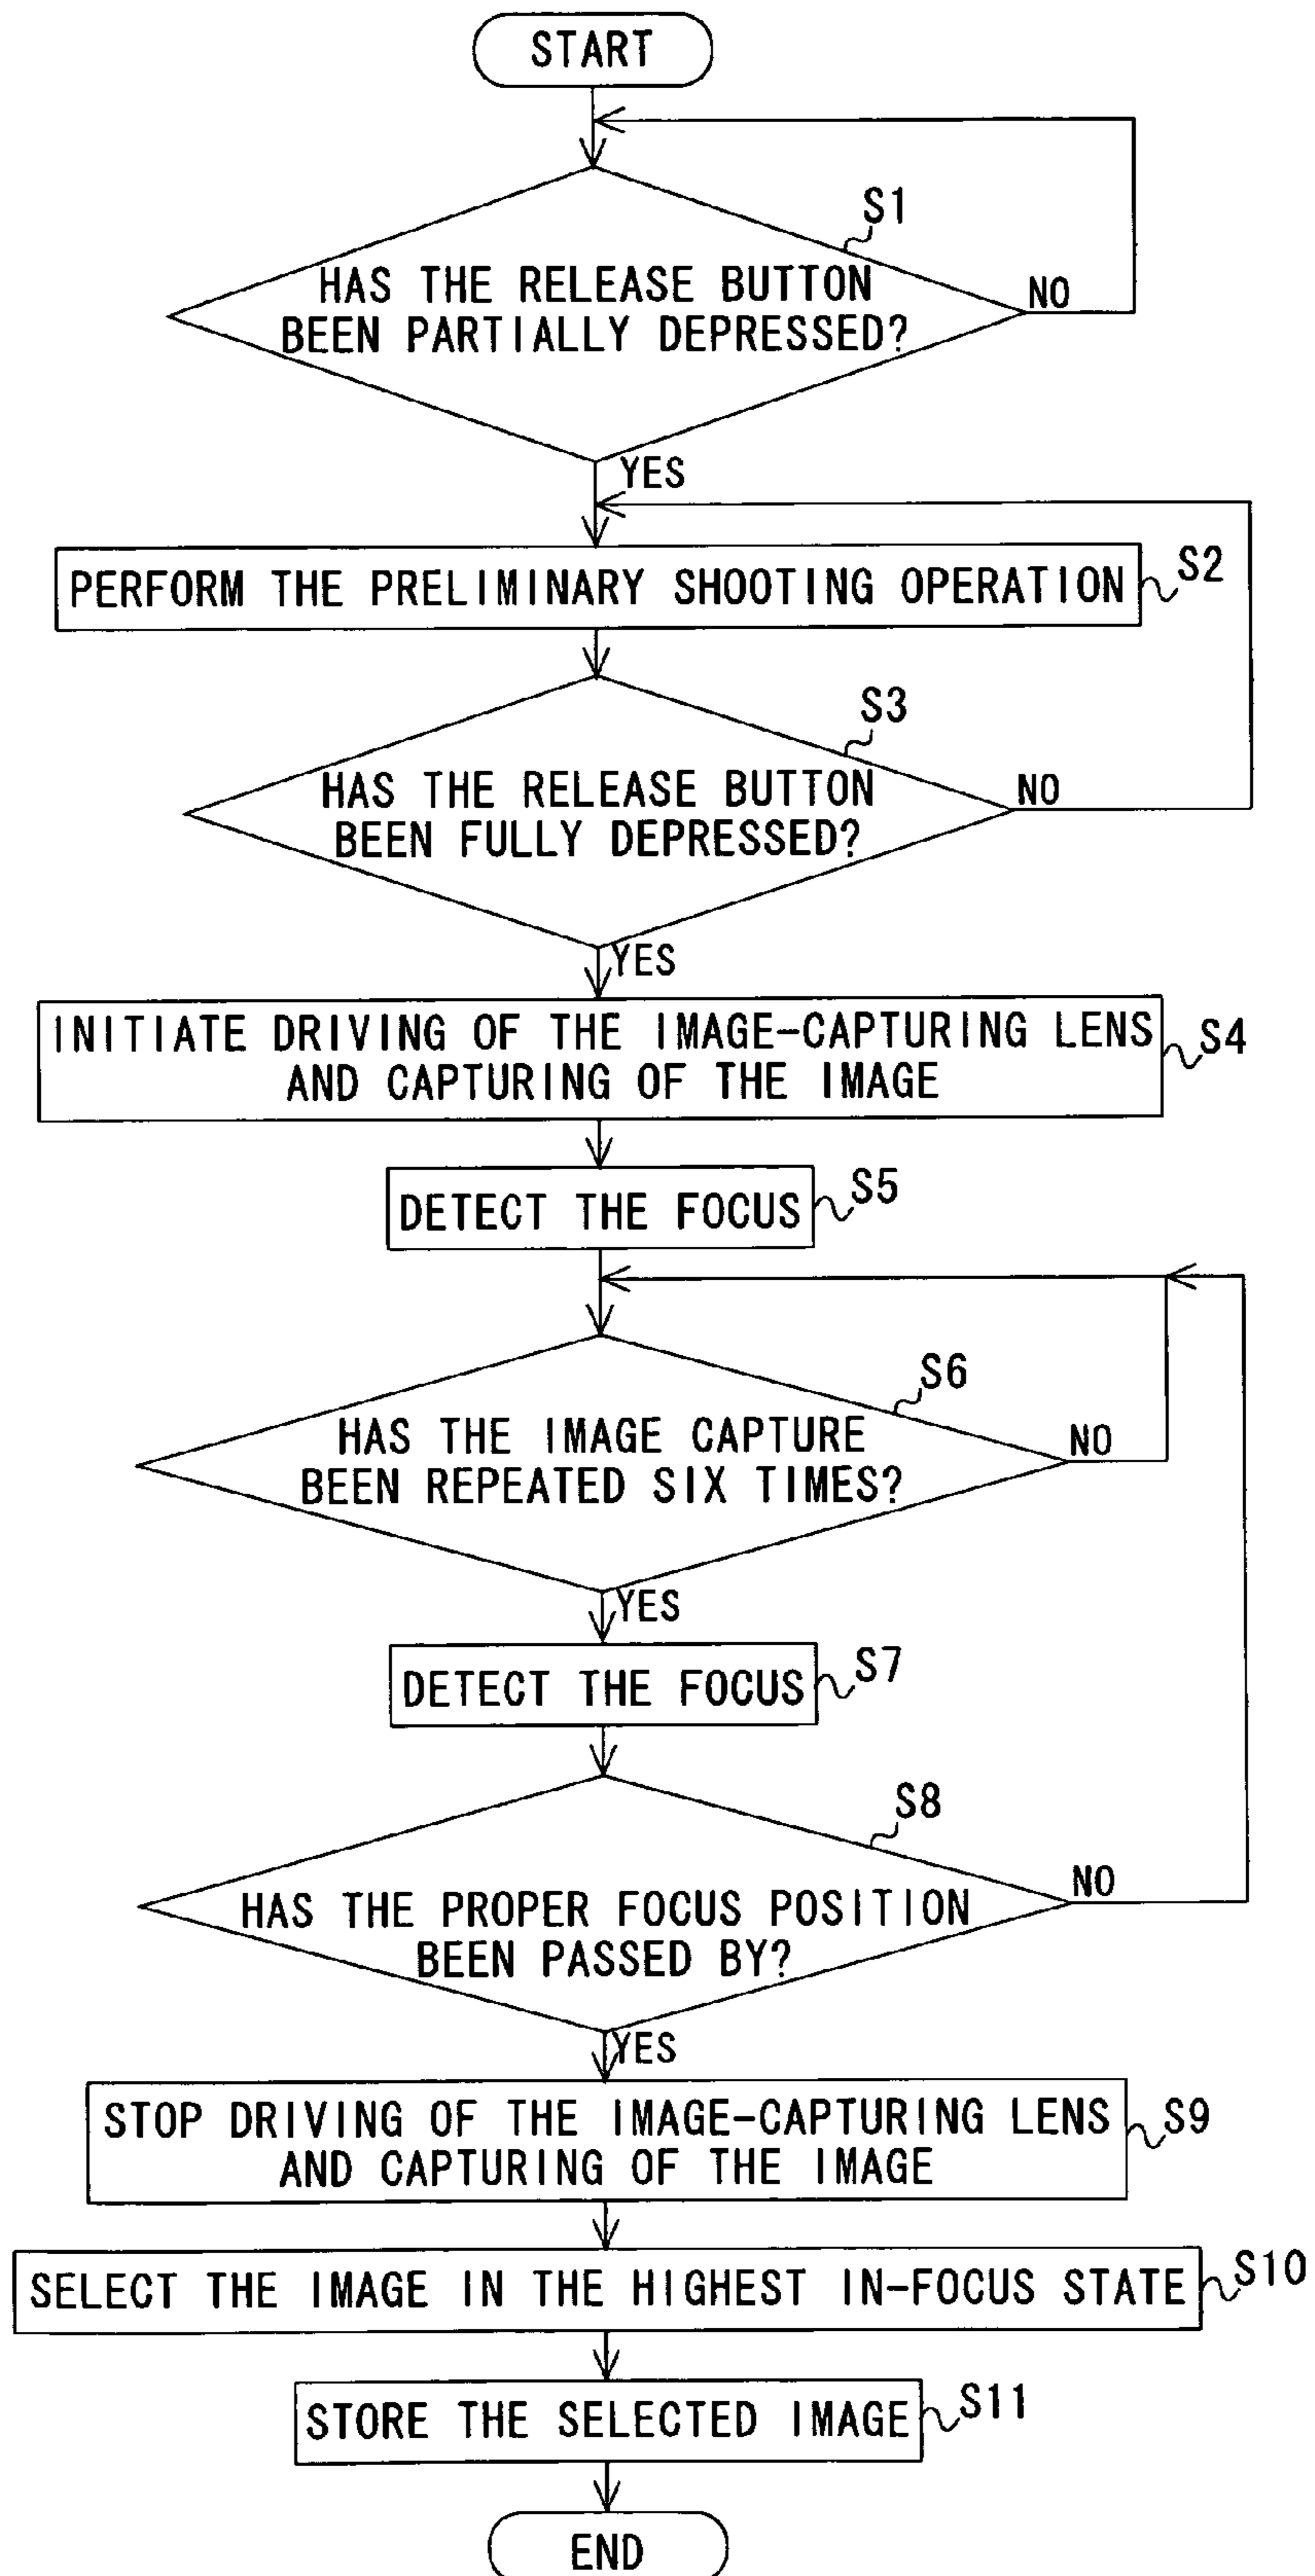 START
S1
HAS THE RELEASE BUTTON
BEEN PARTIALLY DEPRESSED?
NO
YES
PERFORM THE PRELIMINARY SHOOTING OPERATION
S2
S3
HAS THE RELEASE BUTTON
BEEN FULLY DEPRESSED?
NO
YES
INITIATE DRIVING OF THE IMAGE-CAPTURING LENS
AND CAPTURING OF THE IMAGE
S4
DETECT THE FOCUS
S5
S6
HAS THE IMAGE CAPTURE
BEEN REPEATED SIX TIMES?
NO
YES
DETECT THE FOCUS
S7
S8
HAS THE PROPER FOCUS POSITION
BEEN PASSED BY?
NO
YES
STOP DRIVING OF THE IMAGE-CAPTURING LENS
AND CAPTURING OF THE IMAGE
S9
SELECT THE IMAGE IN THE HIGHEST IN-FOCUS STATE
S10
STORE THE SELECTED IMAGE
S11
END